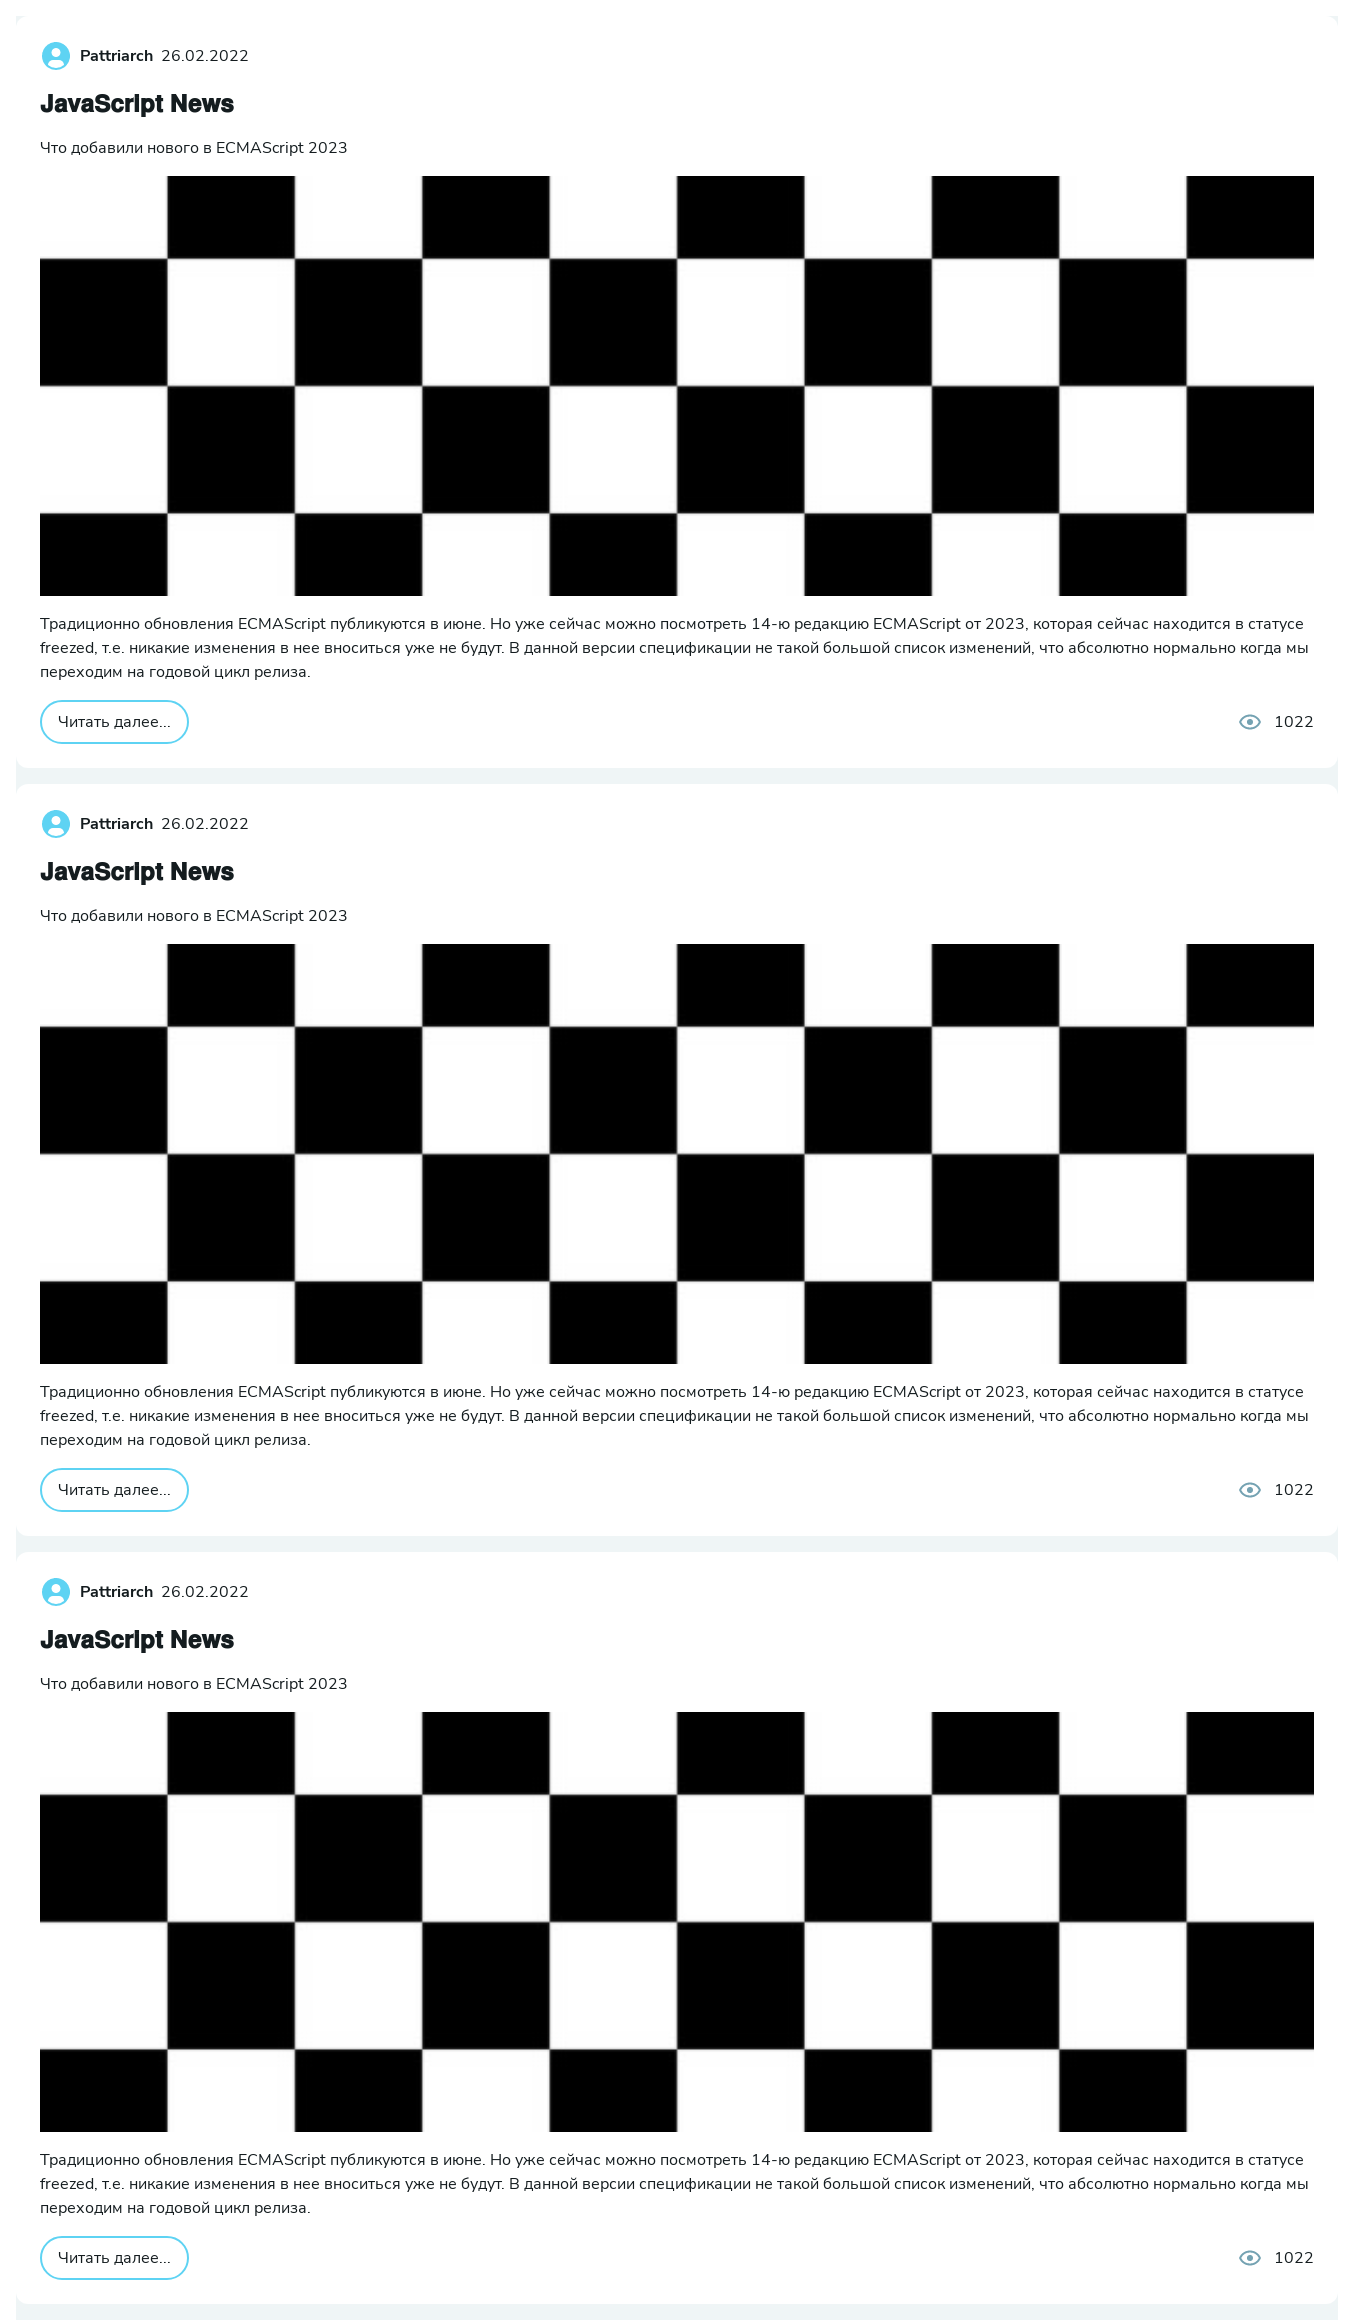 Pattriarch 26.02.2022
JavaScript News
Что добавили нового в ECMAScript 2023
Традиционно обновления ECMAScript публикуются в июне. Но уже сейчас можно посмотреть 14-ю редакцию ECMAScript от 2023, которая сейчас находится в статусе
freezed, т.е. никакие изменения в нее вноситься уже не будут. В данной версии спецификации не такой большой список изменений, что абсолютно нормально когда мы
переходим на годовой цикл релиза.
Читать далее... 1022
Pattriarch 26.02.2022
JavaScript News
Что добавили нового в ECMAScript 2023
Традиционно обновления ECMAScript публикуются в июне. Но уже сейчас можно посмотреть 14-ю редакцию ECMAScript от 2023, которая сейчас находится в статусе
freezed, т.е. никакие изменения в нее вноситься уже не будут. В данной версии спецификации не такой большой список изменений, что абсолютно нормально когда мы
переходим на годовой цикл релиза.
Читать далее... 1022
Pattriarch 26.02.2022
JavaScript News
Что добавили нового в ECMAScript 2023
Традиционно обновления ECMAScript публикуются в июне. Но уже сейчас можно посмотреть 14-ю редакцию ECMAScript от 2023, которая сейчас находится в статусе
freezed, т.е. никакие изменения в нее вноситься уже не будут. В данной версии спецификации не такой большой список изменений, что абсолютно нормально когда мы
переходим на годовой цикл релиза.
Читать далее... 1022